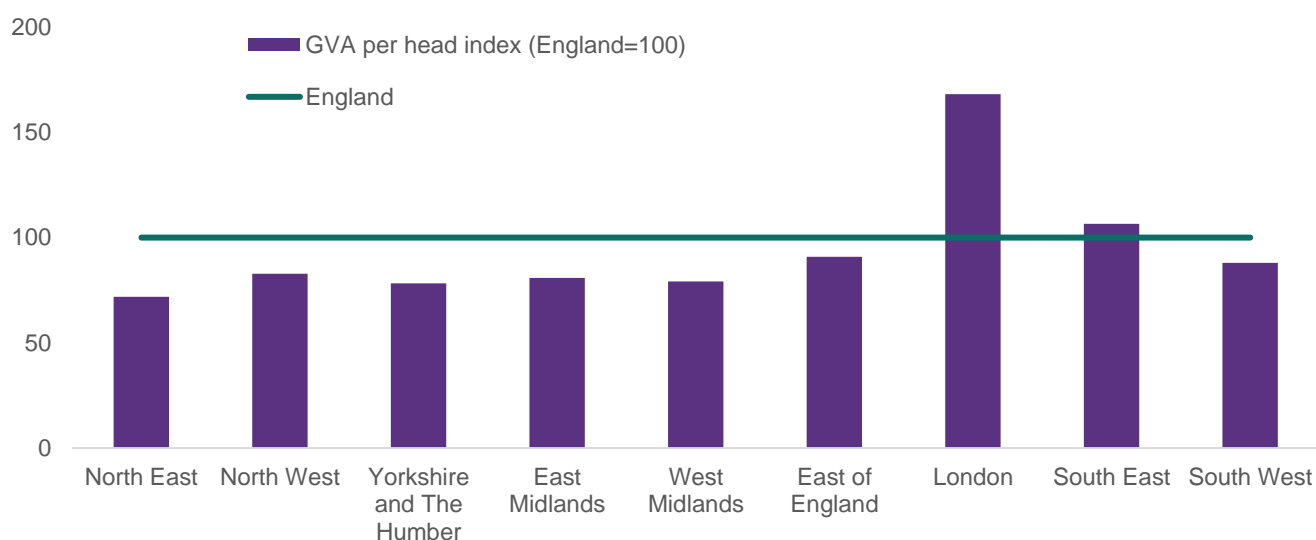 200
GVA per head index (England=100)
England
150
100
50
0
North East
North West
Yorkshire
and The
Humber
East
Midlands
West
Midlands
East of
England
London
South East
South West